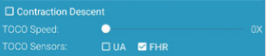 Contraction Descent
TOCO Speed: 0X
TOCO Sensors: UA FHR